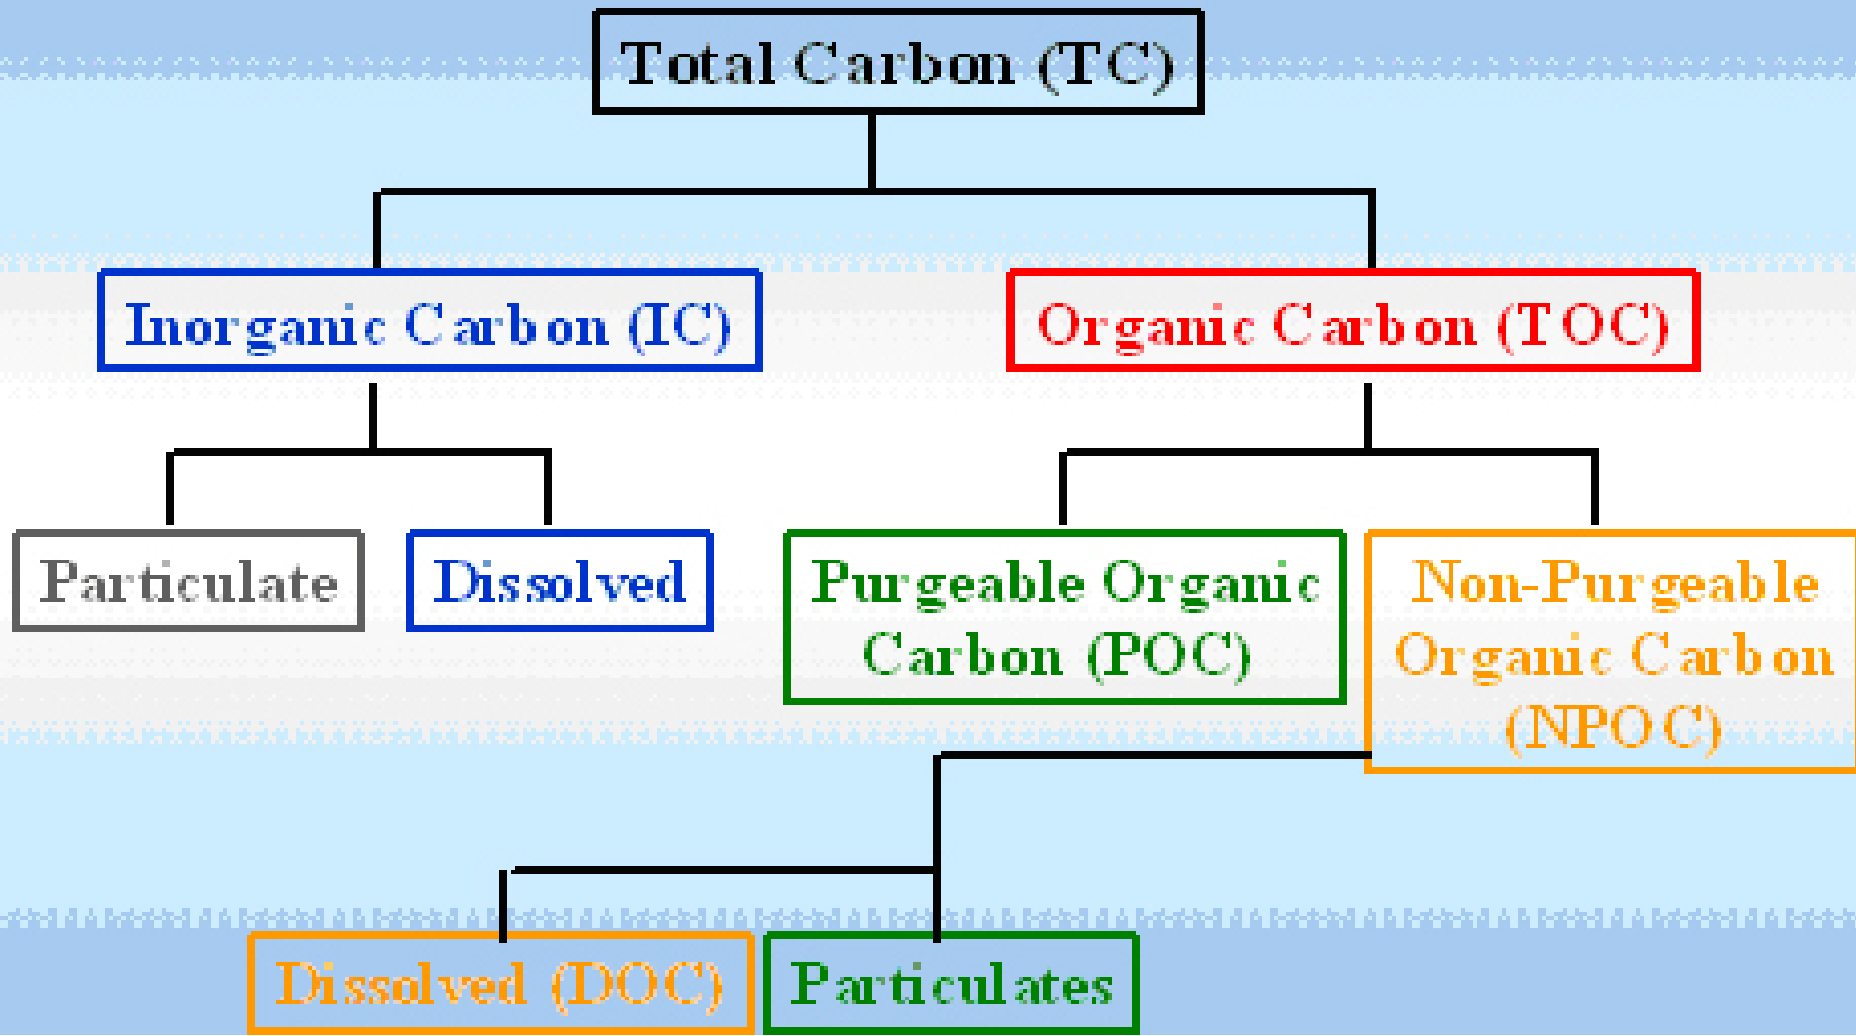 Total Carbon (TC)
Inorganic Carbon (IC)
Organic Carbon (TOC)
Particulate
Dissolved
Purgeable Organic
Carbon (POC)
Non-Purgeable
Organic Carbon
(NPOC)
Dissolved (DOC)
Particulates